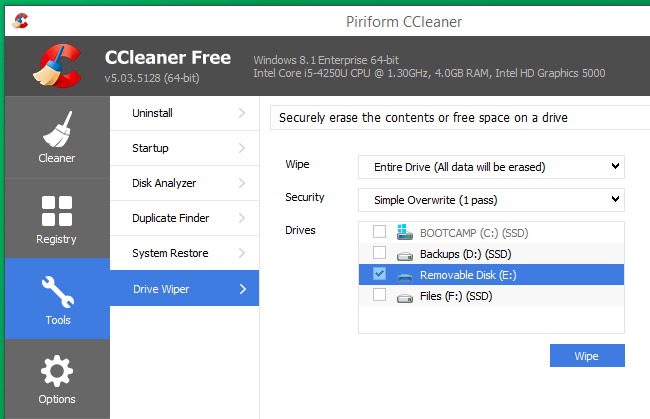 Piriform CCleaner
CCleaner Free
v5.03.5128 (64-bit)
Windows 8.1 Enterprise 64-bit
Intel Core i5-4250U CPU @ 1.30GHz, 4.0GB RAM, Intel HD Graphics 5000
Cleaner
Registry
Tools
Options
Uninstall
Startup
Disk Analyzer
Duplicate Finder
System Restore
Drive Wiper
Securely erase the contents or free space on a drive
Wipe Entire Drive (All data will be erased)
Security Simple Overwrite (1 pass)
Drives
BOOTCAMP (C:) (SSD)
Backups (D:) (SSD)
Removable Disk (E:)
Files (F:) (SSD)
Wipe